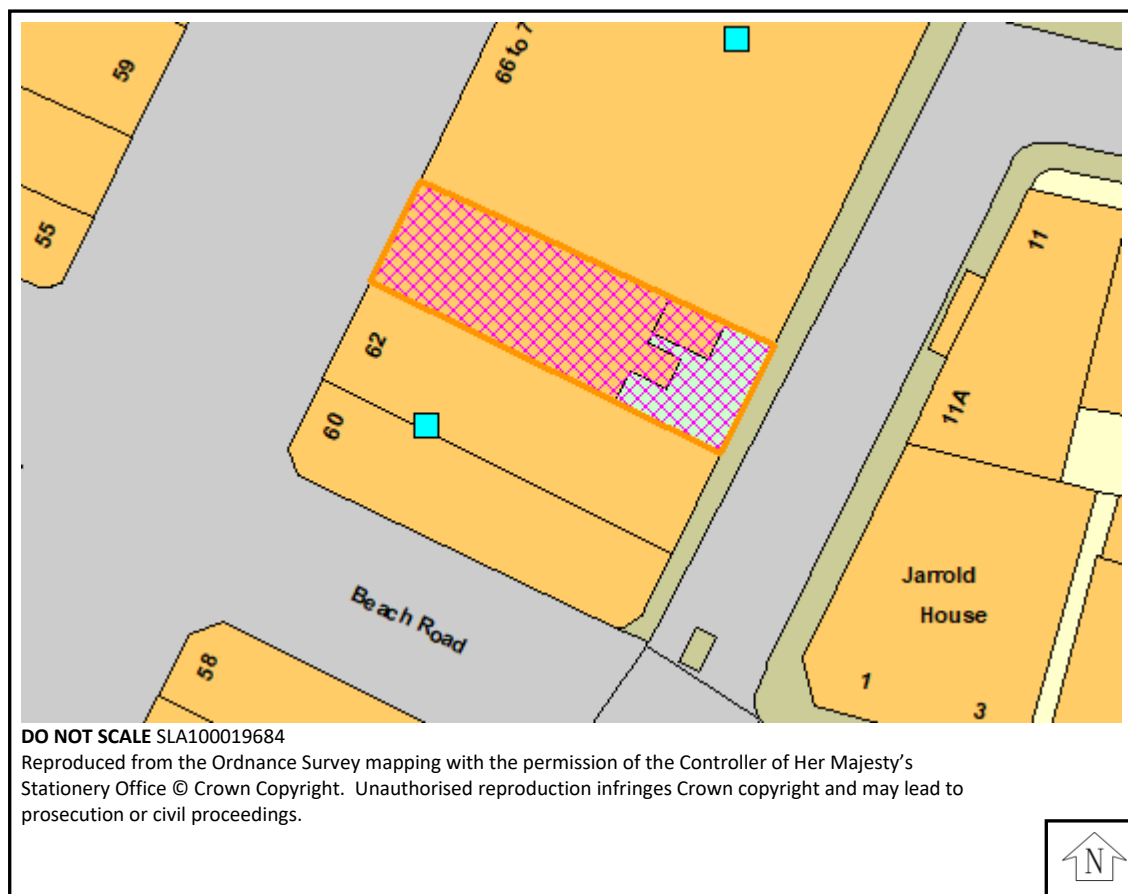 59
66 to 7
55
62
60
11
11A
Beach Road
Jarrold
House
58
1
3
DO NOT SCALE SLA100019684
Reproduced from the Ordnance Survey mapping with the permission of the Controller of Her Majesty’s
Stationery Office © Crown Copyright.  Unauthorised reproduction infringes Crown copyright and may lead to
prosecution or civil proceedings.
N